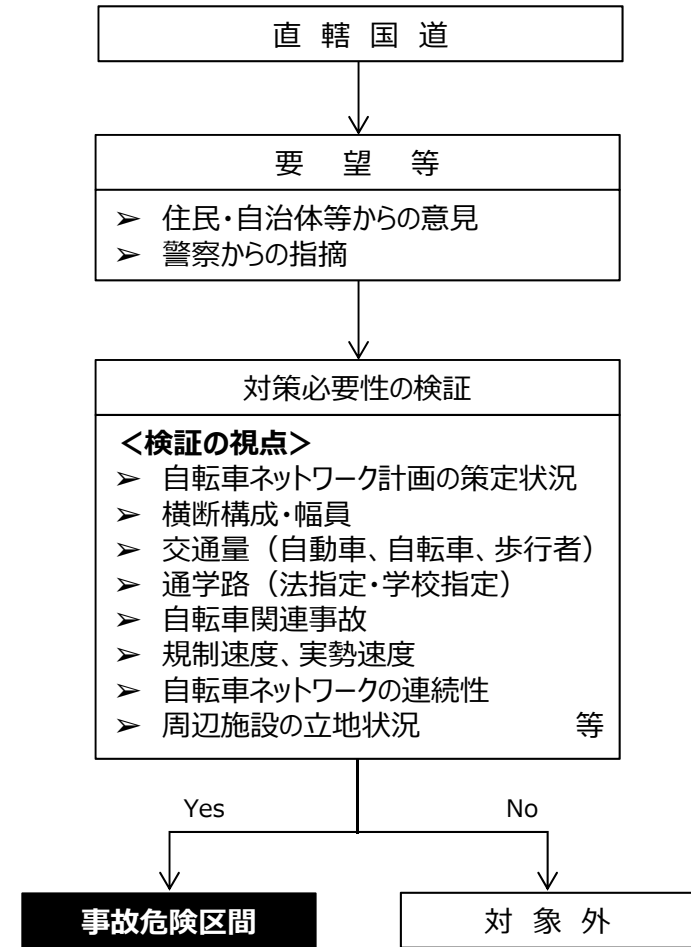 直轄国道
要望等
➢ 住民・自治体等からの意見
➢ 警察からの指摘
対策必要性の検証
＜検証の視点＞
➢ 自転車ネットワーク計画の策定状況
➢ 横断構成・幅員
➢ 交通量（自動車、自転車、歩行者）
➢ 通学路（法指定・学校指定）
➢ 自転車関連事故
➢ 規制速度、実勢速度
➢ 自転車ネットワークの連続性
➢ 周辺施設の立地状況 等
Yes No
事故危険区間 対象外